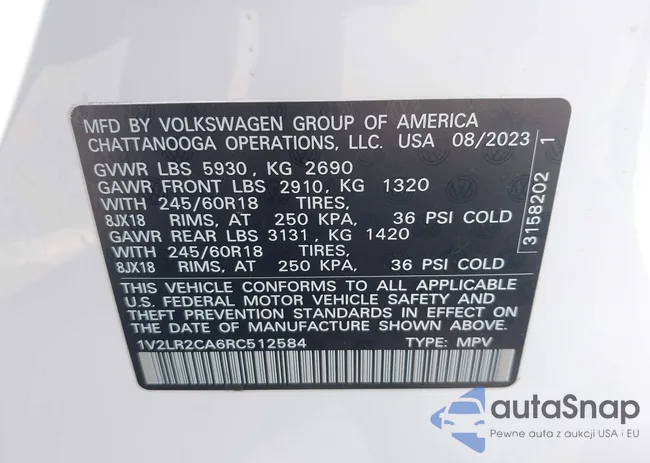 MFD BY VOLKSWAGEN GROUP OF AMERICA
CHATTANOOGA OPERATIONS, LLC. USA 08/2023
GVWR LBS 5930, KG 2690
GAWR FRONT LBS 2910, KG 1320
WITH 245/60R18 TIRES,
8JX18 RIMS, AT 250 KPA, 36 PSI COLD
GAWR REAR LBS 3131, KG 1420
WITH 245/60R18 TIRES,
8JX18 RIMS, AT 250 KPA, 36 PSI COLD
THIS VEHICLE CONFORMS TO ALL APPLICABLE
U.S. FEDERAL MOTOR VEHICLE SAFETY AND
THEFT PREVENTION STANDARDS IN EFFECT ON
THE DATE OF MANUFACTURE SHOWN ABOVE.
1V2LR2CA6RC512584 TYPE: MPV
3158202 1
autoSnap
Pewne auta z aukcji USA i EU